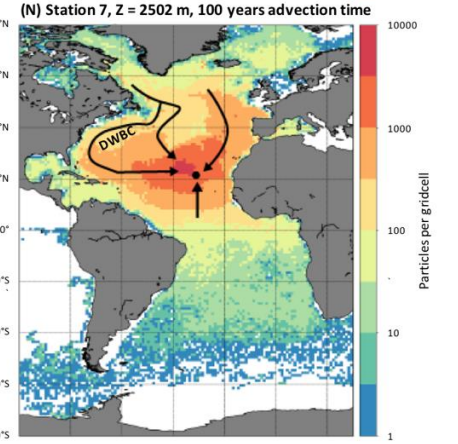 (N) Station 7, Z = 2502 m, 100 years advection time
°N
°N
°N
°N
0°
°S
°S
°S
°S
DWBC
10000
1000
100
10
1
Particles per gridcell